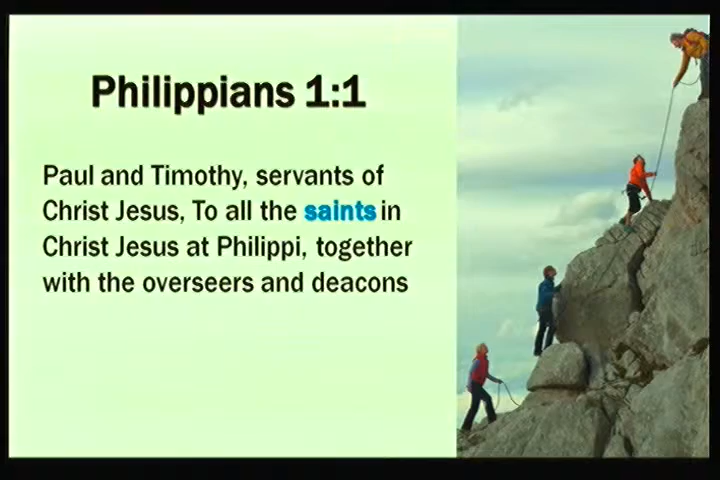 Philippians 1:1
Paul and Timothy, servants of
Christ Jesus, To all the saints in
Christ Jesus at Philippi, together
with the overseers and deacons